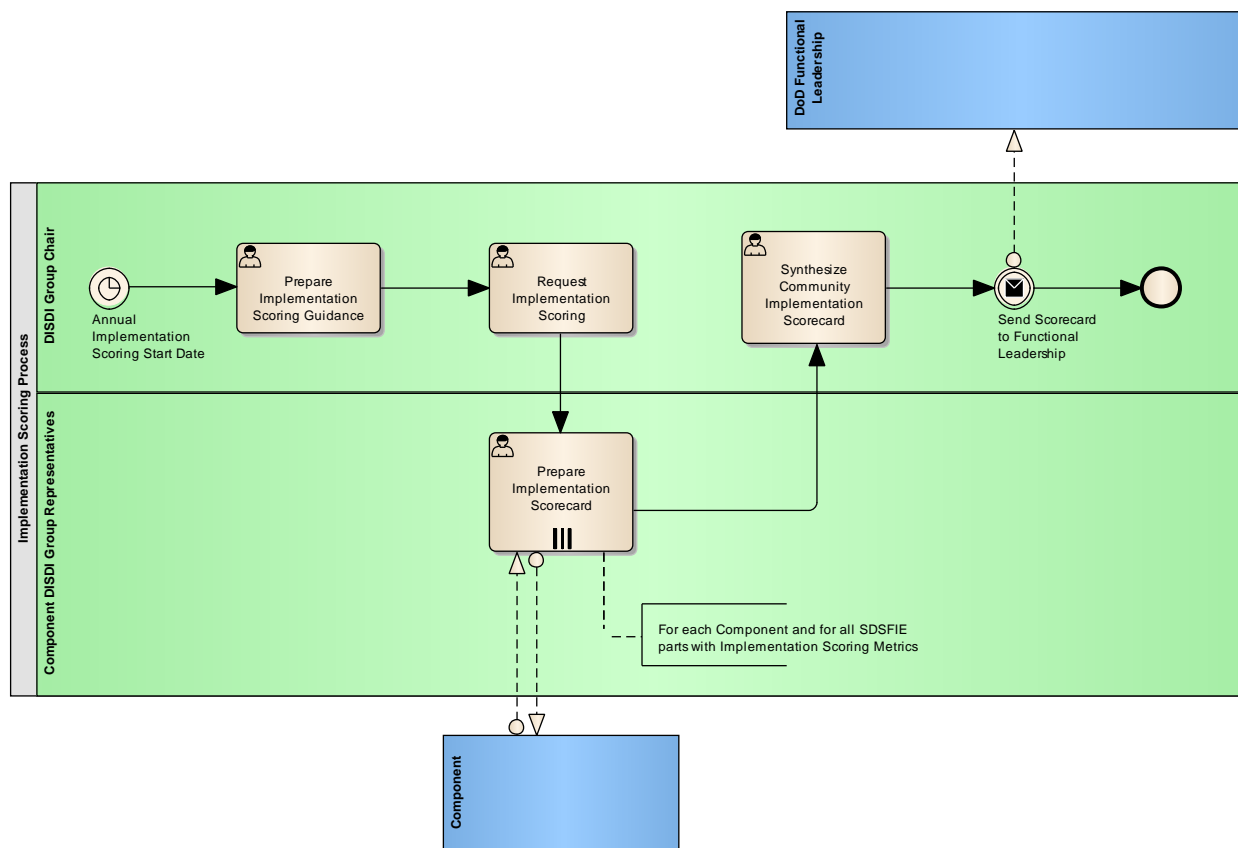 DoD Functional
Leadership
Implementation Scoring Process
DISDI Group Chair
Annual
Implementation
Scoring Start Date
Prepare
Implementation
Scoring Guidance
Request
Implementation
Scoring
Synthesize
Community
Implementation
Scorecard
Send Scorecard
to Functional
Leadership
Component DISDI Group Representatives
Prepare
Implementation
Scorecard
For each Component and for all SDSFIE
parts with Implementation Scoring Metrics
Component